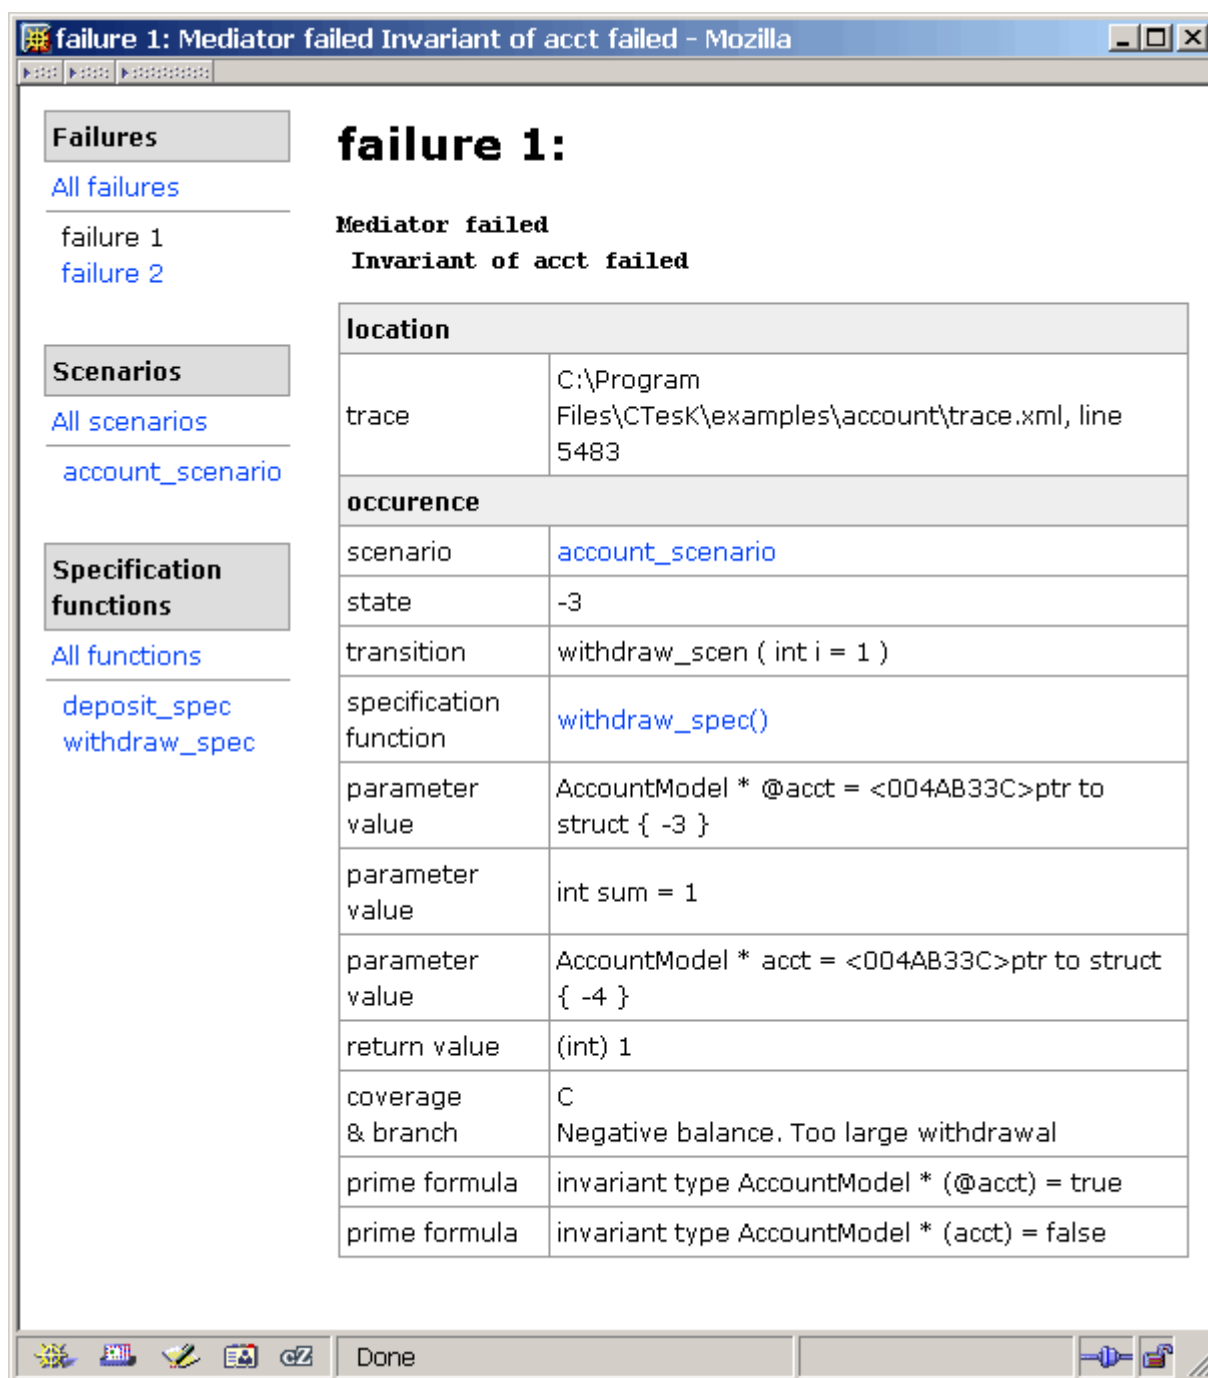 failure 1: Mediator failed Invariant of acct failed - Mozilla
Failures
All failures
failure 1
failure 2
Scenarios
All scenarios
account_scenario
Specification
functions
All functions
deposit_spec
withdraw_spec
failure 1:
Mediator failed
Invariant of acct failed
location
trace
C:\Program
Files\CTesK\examples\account\trace.xml, line
5483
occurence
scenario
account_scenario
state
-3
transition
withdraw_scen ( int i = 1 )
specification
function
withdraw_spec()
parameter
value
AccountModel * @acct = <004AB33C>ptr to
struct { -3 }
parameter
value
int sum = 1
parameter
value
AccountModel * acct = <004AB33C>ptr to struct
{ -4 }
return value
(int) 1
coverage
& branch
C
Negative balance. Too large withdrawal
prime formula
invariant type AccountModel * (@acct) = true
prime formula
invariant type AccountModel * (acct) = false
cZ
Done